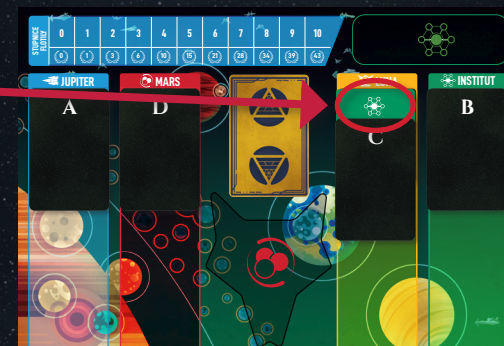 STUPNICE FLOTILY
0 1 2 3 4 5 6 7 8 9 10
0 1 3 6 10 15 21 28 34 39 43
JUPITER
MARS
INSTITUT
A
D
C
B